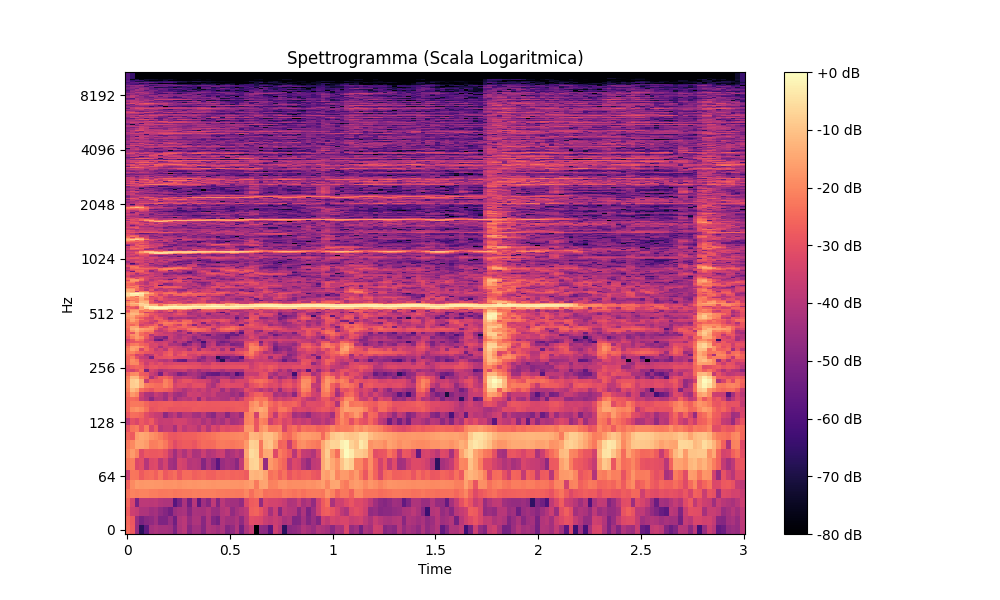 Spettrogramma (Scala Logaritmica)
8192
4096
2048
1024
512
256
128
64
0
Hz
0
0.5
1
1.5
2
2.5
3
Time
+0 dB
-10 dB
-20 dB
-30 dB
-40 dB
-50 dB
-60 dB
-70 dB
-80 dB